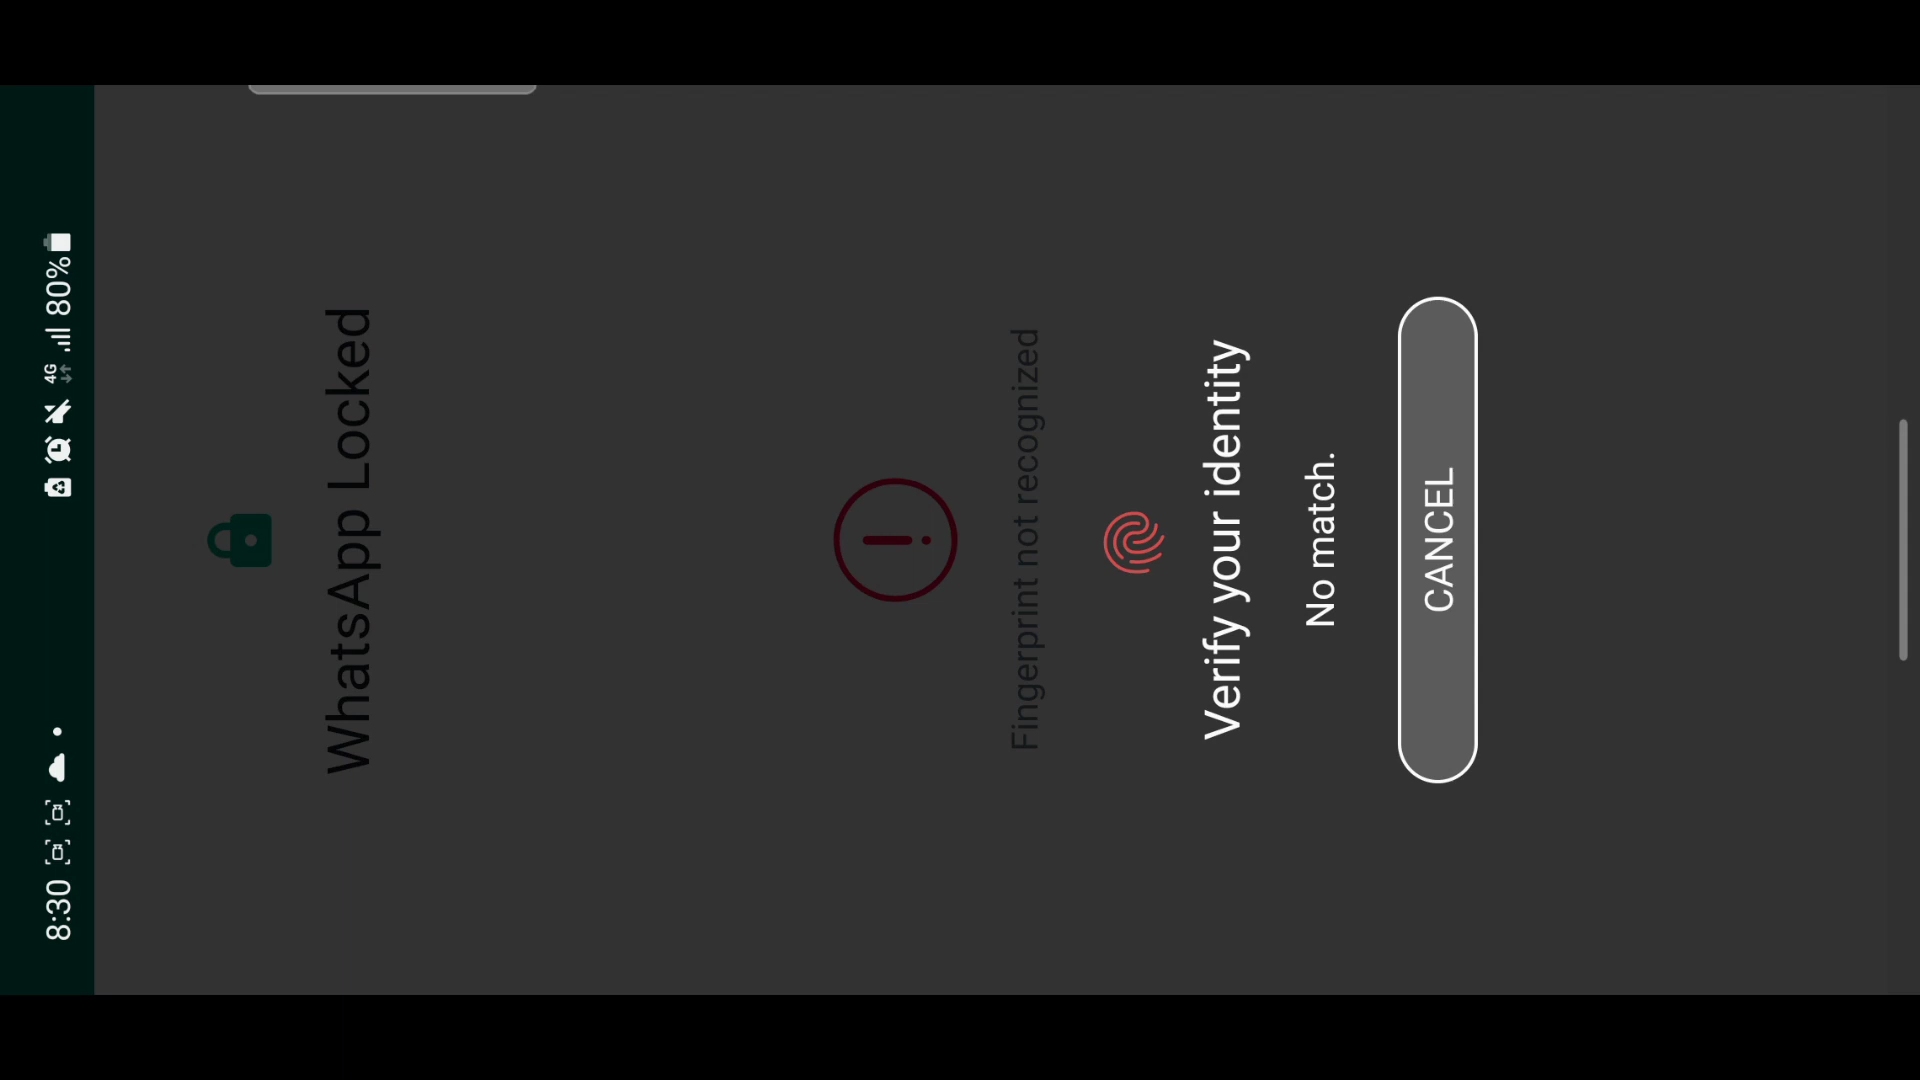 8:30 4G 80%
WhatsApp Locked
Fingerprint not recognized
Verify your identity
No match.
CANCEL